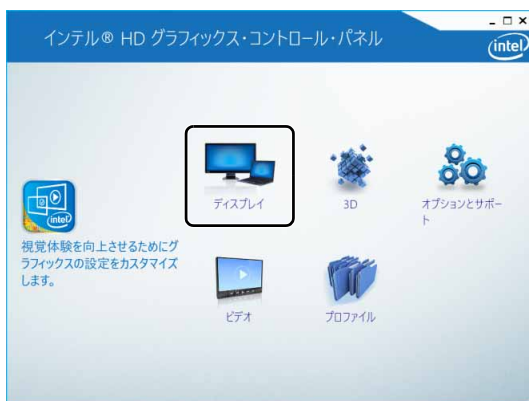 インテル® HD グラフィックス・コントロール・パネル
intel
ディスプレイ
3D
オプションとサポー
ト
intel
視覚体験を向上させるためにグ
ラフィックスの設定をカスタマイズ
します。
ビデオ
プロファイル